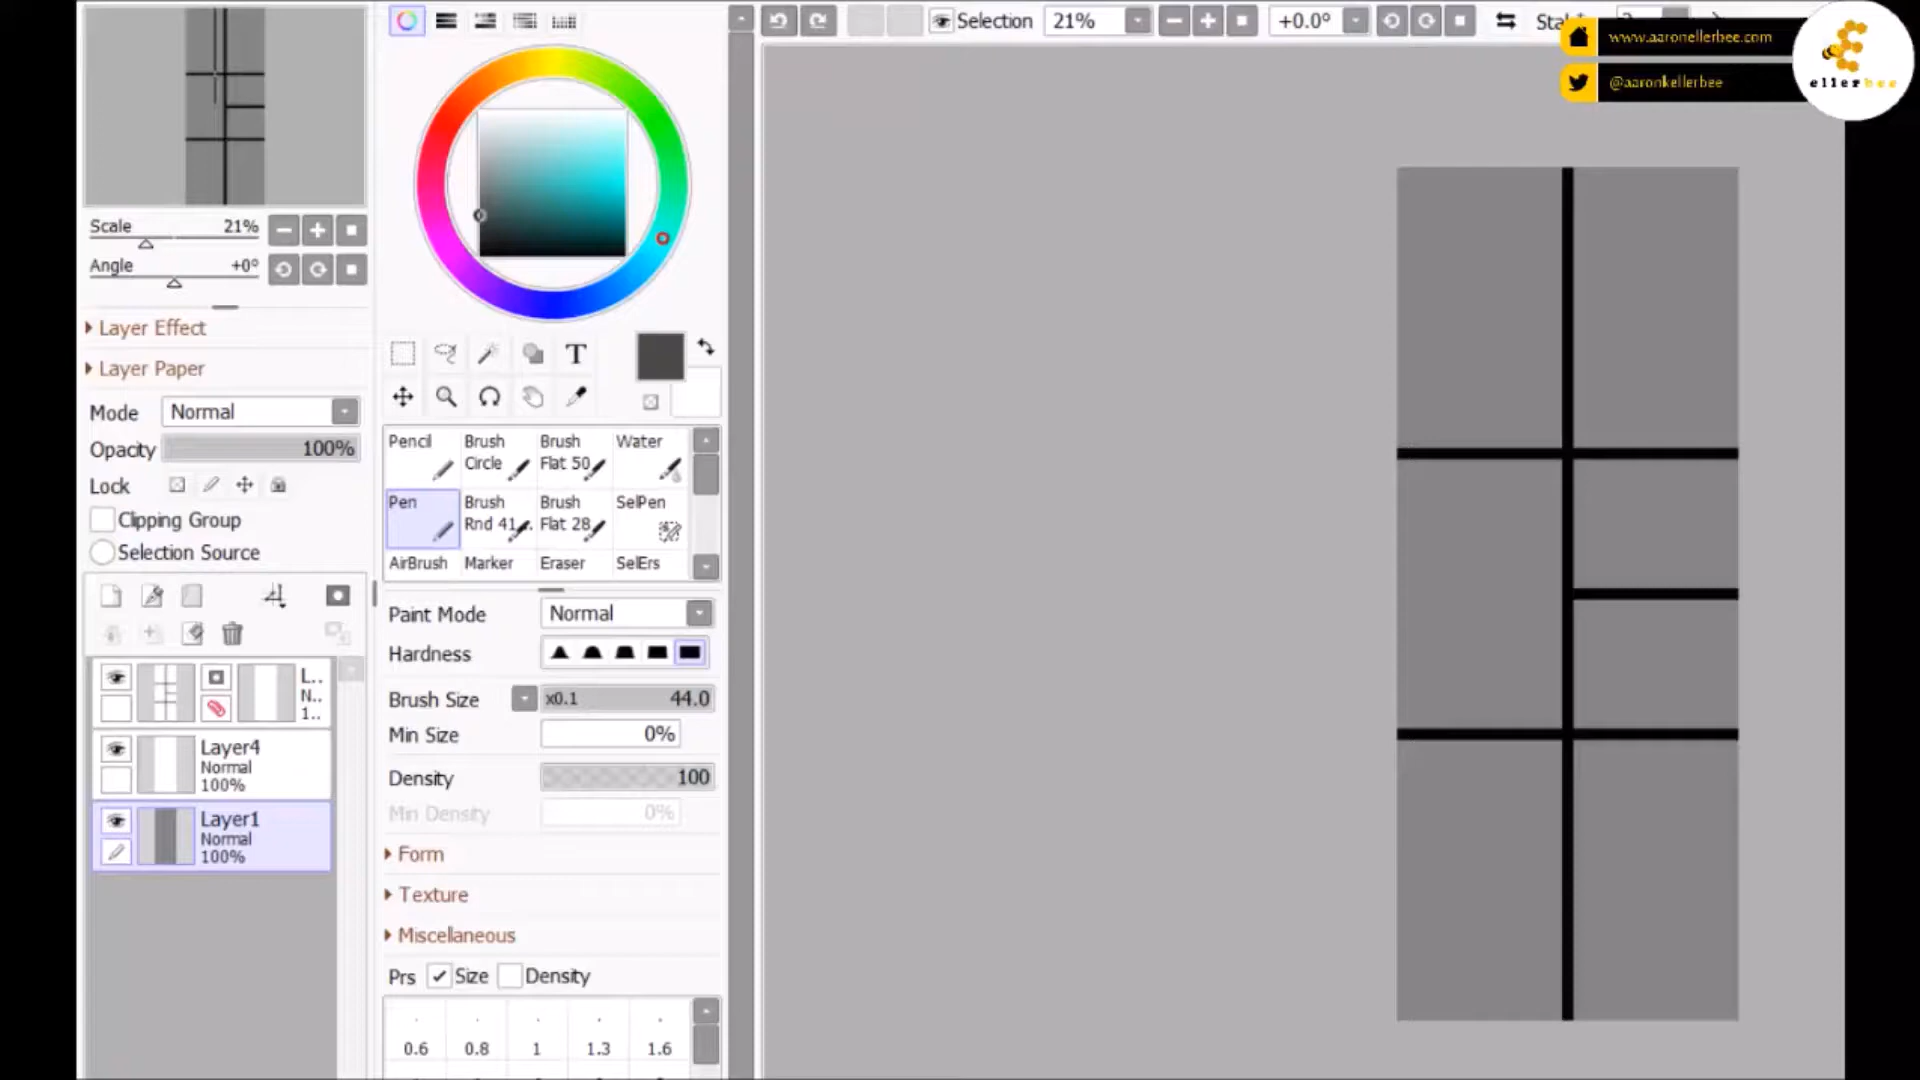 Selection
21%
+0.0°
www.aaronellerbee.com
@aaronkellerbee
ellerbee
Scale 21%
Angle +0°
Layer Effect
Layer Paper
Mode Normal
Opacity 100%
Lock
Clipping Group
Selection Source
L..
N..
1..
Layer4
Normal
100%
Layer1
Normal
100%
T
Pencil
Brush
Circle
Brush
Flat 50
Water
Pen
Brush
Rnd 41..
Brush
Flat 28
SelPen
AirBrush
Marker
Eraser
SelErs
Paint Mode Normal
Hardness
Brush Size x0.1 44.0
Min Size 0%
Density 100
Min Density 0%
Form
Texture
Miscellaneous
Prs Size Density
0.6 0.8 1 1.3 1.6